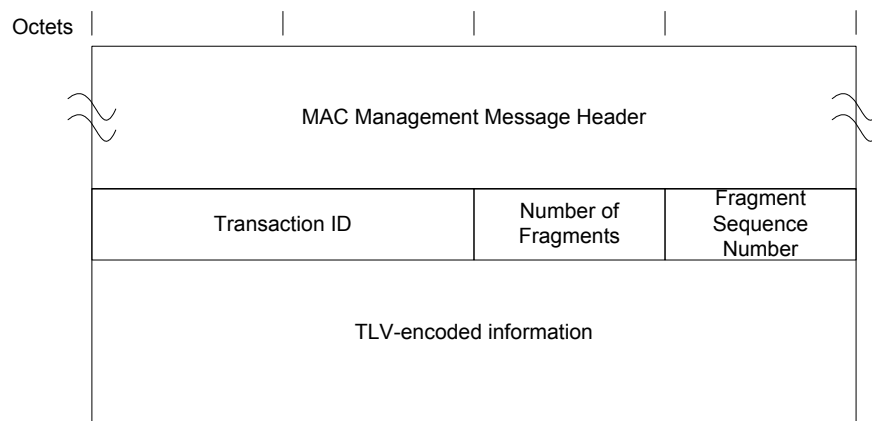 Octets
MAC Management Message Header
Transaction ID
Number of
Fragments
Fragment
Sequence
Number
TLV-encoded information